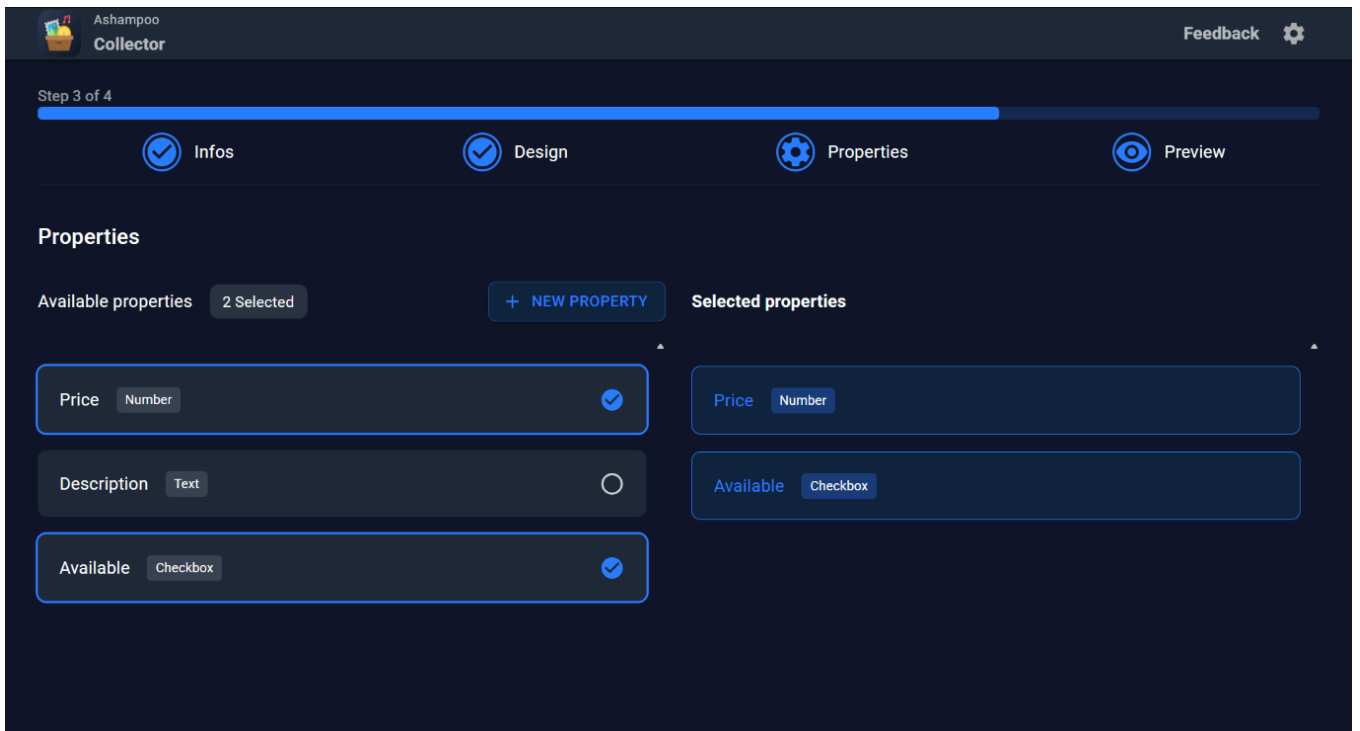 Ashampoo
Collector
Feedback
Step 3 of 4
Infos
Design
Properties
Preview
Properties
Available properties
2 Selected
+ NEW PROPERTY
Selected properties
Price
Number
Description
Text
Available
Checkbox
Price
Number
Available
Checkbox